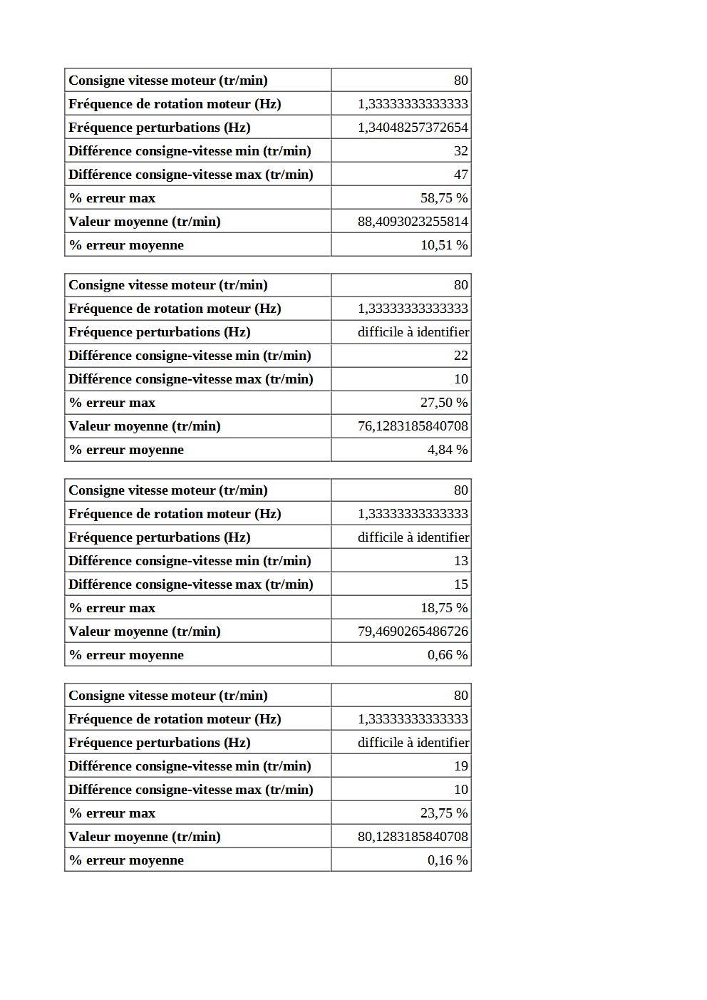 Consigne vitesse moteur (tr/min) 80
Fréquence de rotation moteur (Hz) 1,33333333333333
Fréquence perturbations (Hz) 1,34048257372654
Différence consigne-vitesse min (tr/min) 32
Différence consigne-vitesse max (tr/min) 47
% erreur max 58,75 %
Valeur moyenne (tr/min) 88,4093023255814
% erreur moyenne 10,51 %
Consigne vitesse moteur (tr/min) 80
Fréquence de rotation moteur (Hz) 1,33333333333333
Fréquence perturbations (Hz) difficile à identifier
Différence consigne-vitesse min (tr/min) 22
Différence consigne-vitesse max (tr/min) 10
% erreur max 27,50 %
Valeur moyenne (tr/min) 76,1283185840708
% erreur moyenne 4,84 %
Consigne vitesse moteur (tr/min) 80
Fréquence de rotation moteur (Hz) 1,33333333333333
Fréquence perturbations (Hz) difficile à identifier
Différence consigne-vitesse min (tr/min) 13
Différence consigne-vitesse max (tr/min) 15
% erreur max 18,75 %
Valeur moyenne (tr/min) 79,4690265486726
% erreur moyenne 0,66 %
Consigne vitesse moteur (tr/min) 80
Fréquence de rotation moteur (Hz) 1,33333333333333
Fréquence perturbations (Hz) difficile à identifier
Différence consigne-vitesse min (tr/min) 19
Différence consigne-vitesse max (tr/min) 10
% erreur max 23,75 %
Valeur moyenne (tr/min) 80,1283185840708
% erreur moyenne 0,16 %